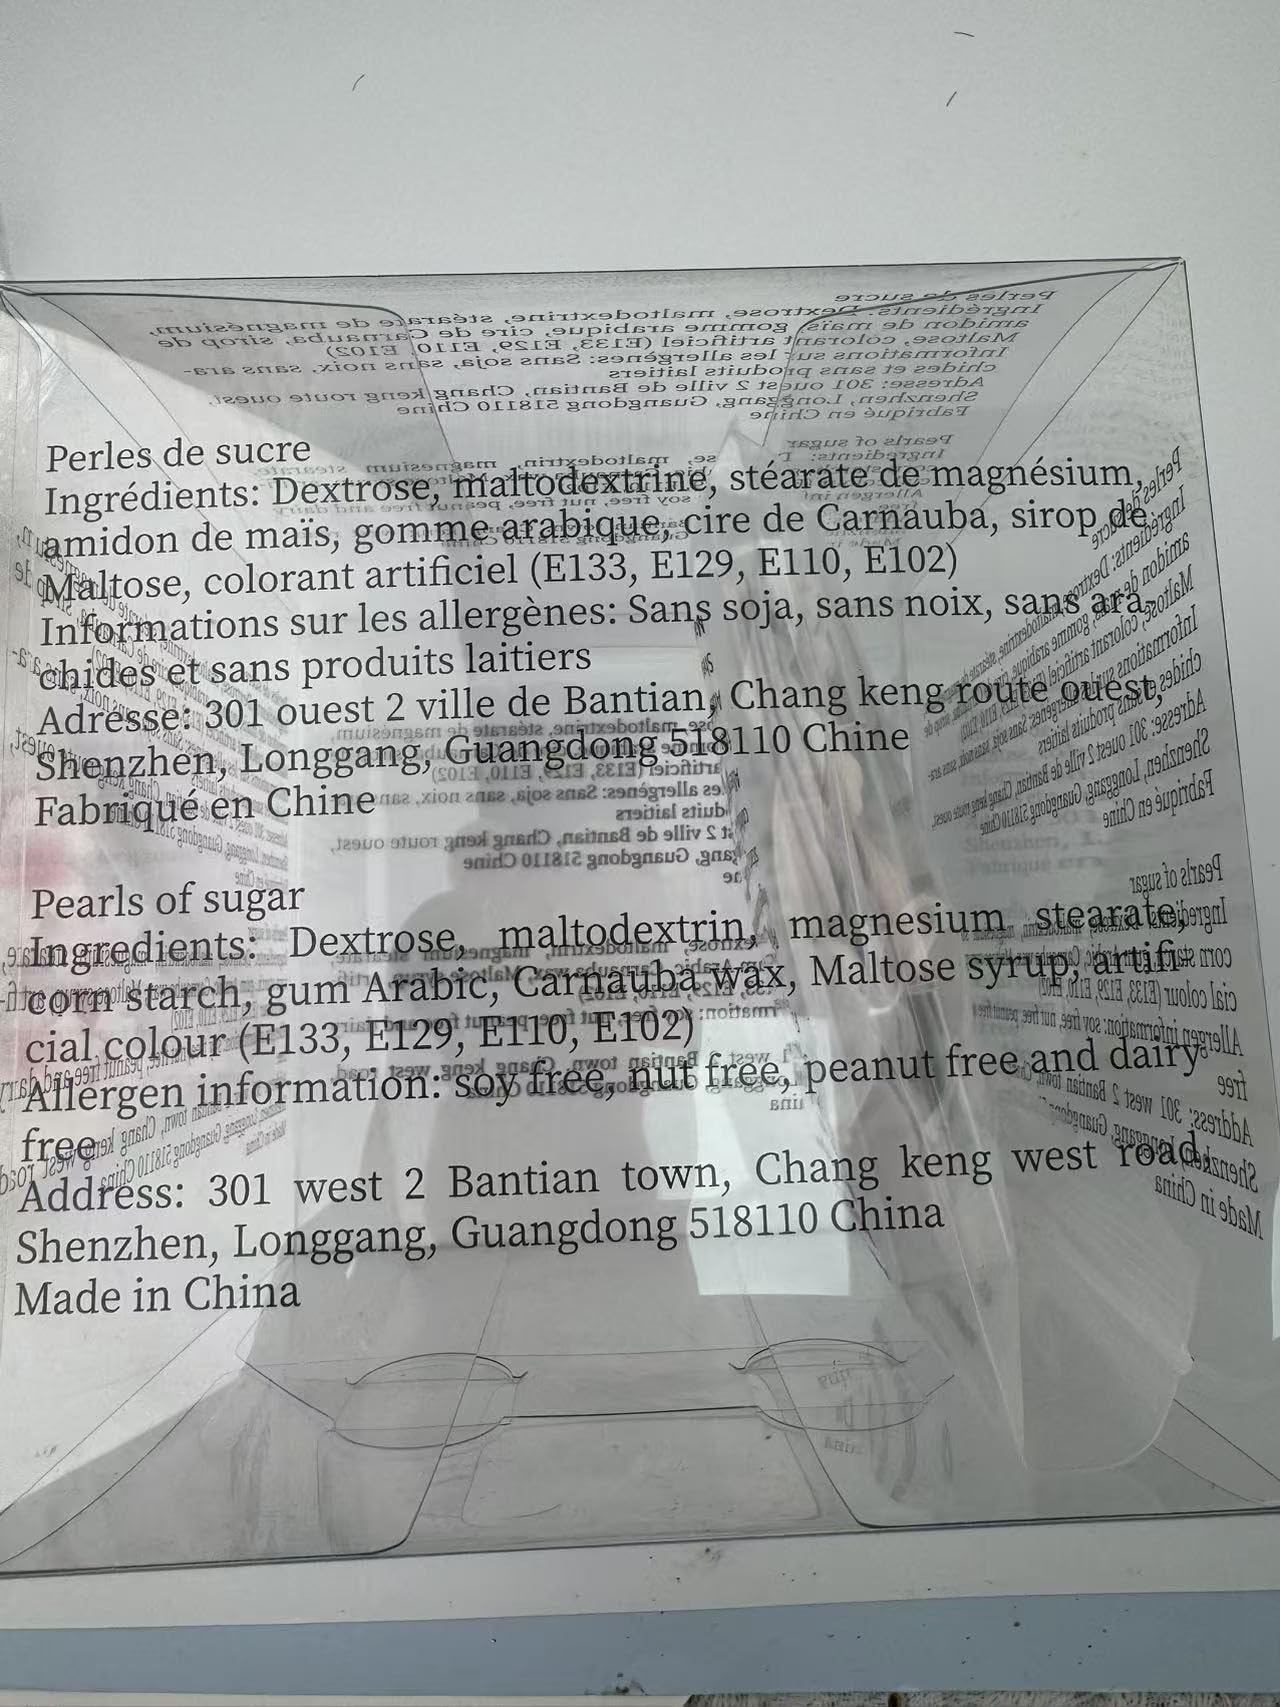 Perles de sucre
Ingrédients: Dextrose, maltodextrine, stéarate de magnésium,
amidon de maïs, gomme arabique, cire de Carnauba, sirop de
Maltose, colorant artificiel (E133, E129, E110, E102)
Informations sur les allergènes: Sans soja, sans noix, sans ara-
chides et sans produits laitiers
Adresse: 301 ouest 2 ville de Bantian, Chang keng route ouest,
Shenzhen, Longgang, Guangdong 518110 Chine
Fabriqué en Chine
Pearls of sugar
Ingredients: Dextrose, maltodextrin, magnesium stearate,
corn starch, gum Arabic, Carnauba wax, Maltose syrup, artifi-
cial colour (E133, E129, E110, E102)
Allergen information: soy free, nut free, peanut free and dairy
free
Address: 301 west 2 Bantian town, Chang keng west road,
Shenzhen, Longgang, Guangdong 518110 China
Made in China